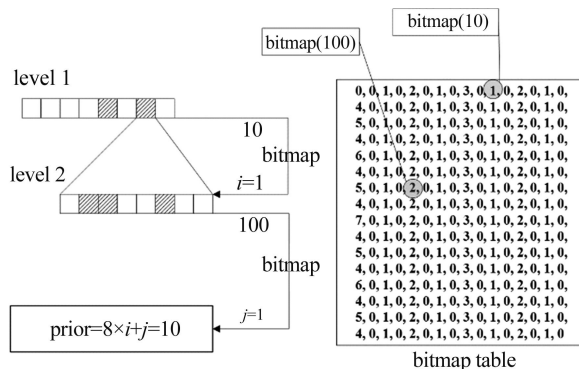 bitmap(10)
bitmap(100)
level 1
10
bitmap
level 2
i=1
100
bitmap
j=1
prior=8×i+j=10
0, 0, 1, 0, 2, 0, 1, 0, 3, 0, 1, 0, 2, 0, 1, 0,
4, 0, 1, 0, 2, 0, 1, 0, 3, 0, 1, 0, 2, 0, 1, 0,
5, 0, 1, 0, 2, 0, 1, 0, 3, 0, 1, 0, 2, 0, 1, 0,
4, 0, 1, 0, 2, 0, 1, 0, 3, 0, 1, 0, 2, 0, 1, 0,
6, 0, 1, 0, 2, 0, 1, 0, 3, 0, 1, 0, 2, 0, 1, 0,
4, 0, 1, 0, 2, 0, 1, 0, 3, 0, 1, 0, 2, 0, 1, 0,
5, 0, 1, 0, 2, 0, 1, 0, 3, 0, 1, 0, 2, 0, 1, 0,
4, 0, 1, 0, 2, 0, 1, 0, 3, 0, 1, 0, 2, 0, 1, 0,
7, 0, 1, 0, 2, 0, 1, 0, 3, 0, 1, 0, 2, 0, 1, 0,
4, 0, 1, 0, 2, 0, 1, 0, 3, 0, 1, 0, 2, 0, 1, 0,
5, 0, 1, 0, 2, 0, 1, 0, 3, 0, 1, 0, 2, 0, 1, 0,
4, 0, 1, 0, 2, 0, 1, 0, 3, 0, 1, 0, 2, 0, 1, 0,
6, 0, 1, 0, 2, 0, 1, 0, 3, 0, 1, 0, 2, 0, 1, 0,
4, 0, 1, 0, 2, 0, 1, 0, 3, 0, 1, 0, 2, 0, 1, 0,
5, 0, 1, 0, 2, 0, 1, 0, 3, 0, 1, 0, 2, 0, 1, 0,
4, 0, 1, 0, 2, 0, 1, 0, 3, 0, 1, 0, 2, 0, 1, 0,
bitmap table